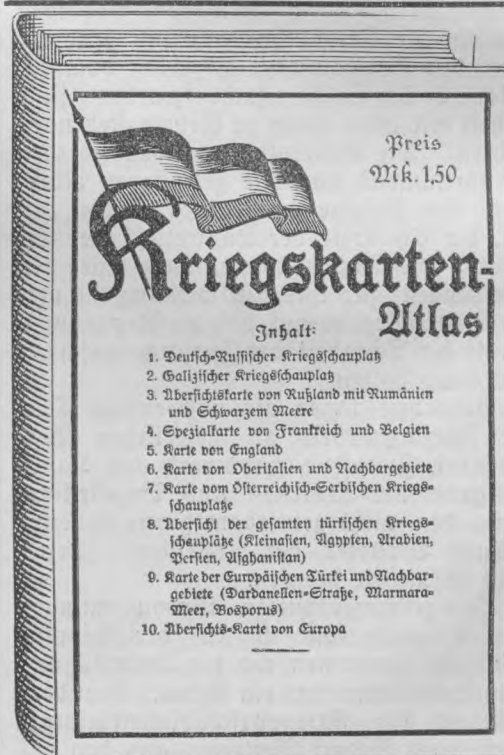 Preis
Mk. 1,50
Kriegskarten-
Atlas
Inhalt:
1. Deutsch-Russischer Kriegsschauplatz
2. Galizischer Kriegsschauplatz
3. Übersichtskarte von Rußland mit Rumänien
und Schwarzem Meere
4. Spezialkarte von Frankreich und Belgien
5. Karte von England
6. Karte von Oberitalien und Nachbargebiete
7. Karte vom Österreichisch-Serbischen Kriegs-
schauplatze
8. Übersicht der gesamten türkischen Kriegs-
schauplätze (Kleinasien, Ägypten, Arabien,
Persien, Afghanistan)
9. Karte der Europäischen Türkei und Nachbar-
gebiete (Dardanellen-Straße, Marmara-
Meer, Bosporus)
10. Übersichts-Karte von Europa